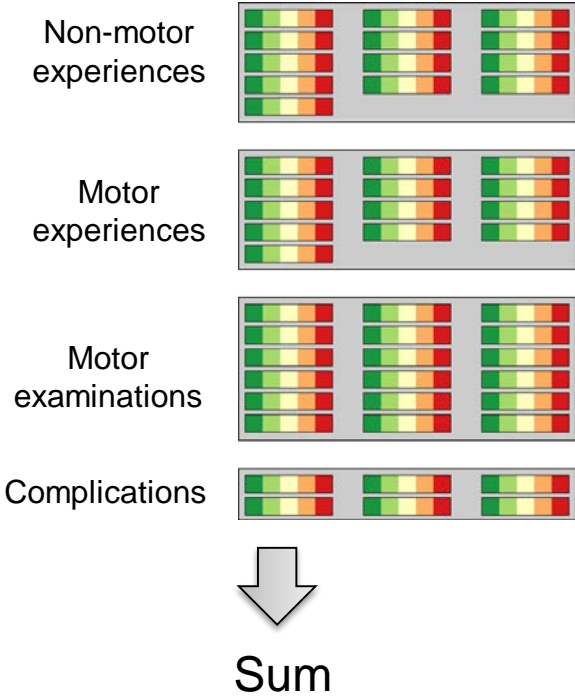 Non-motor
experiences
Motor
experiences
Motor
examinations
Complications
Sum